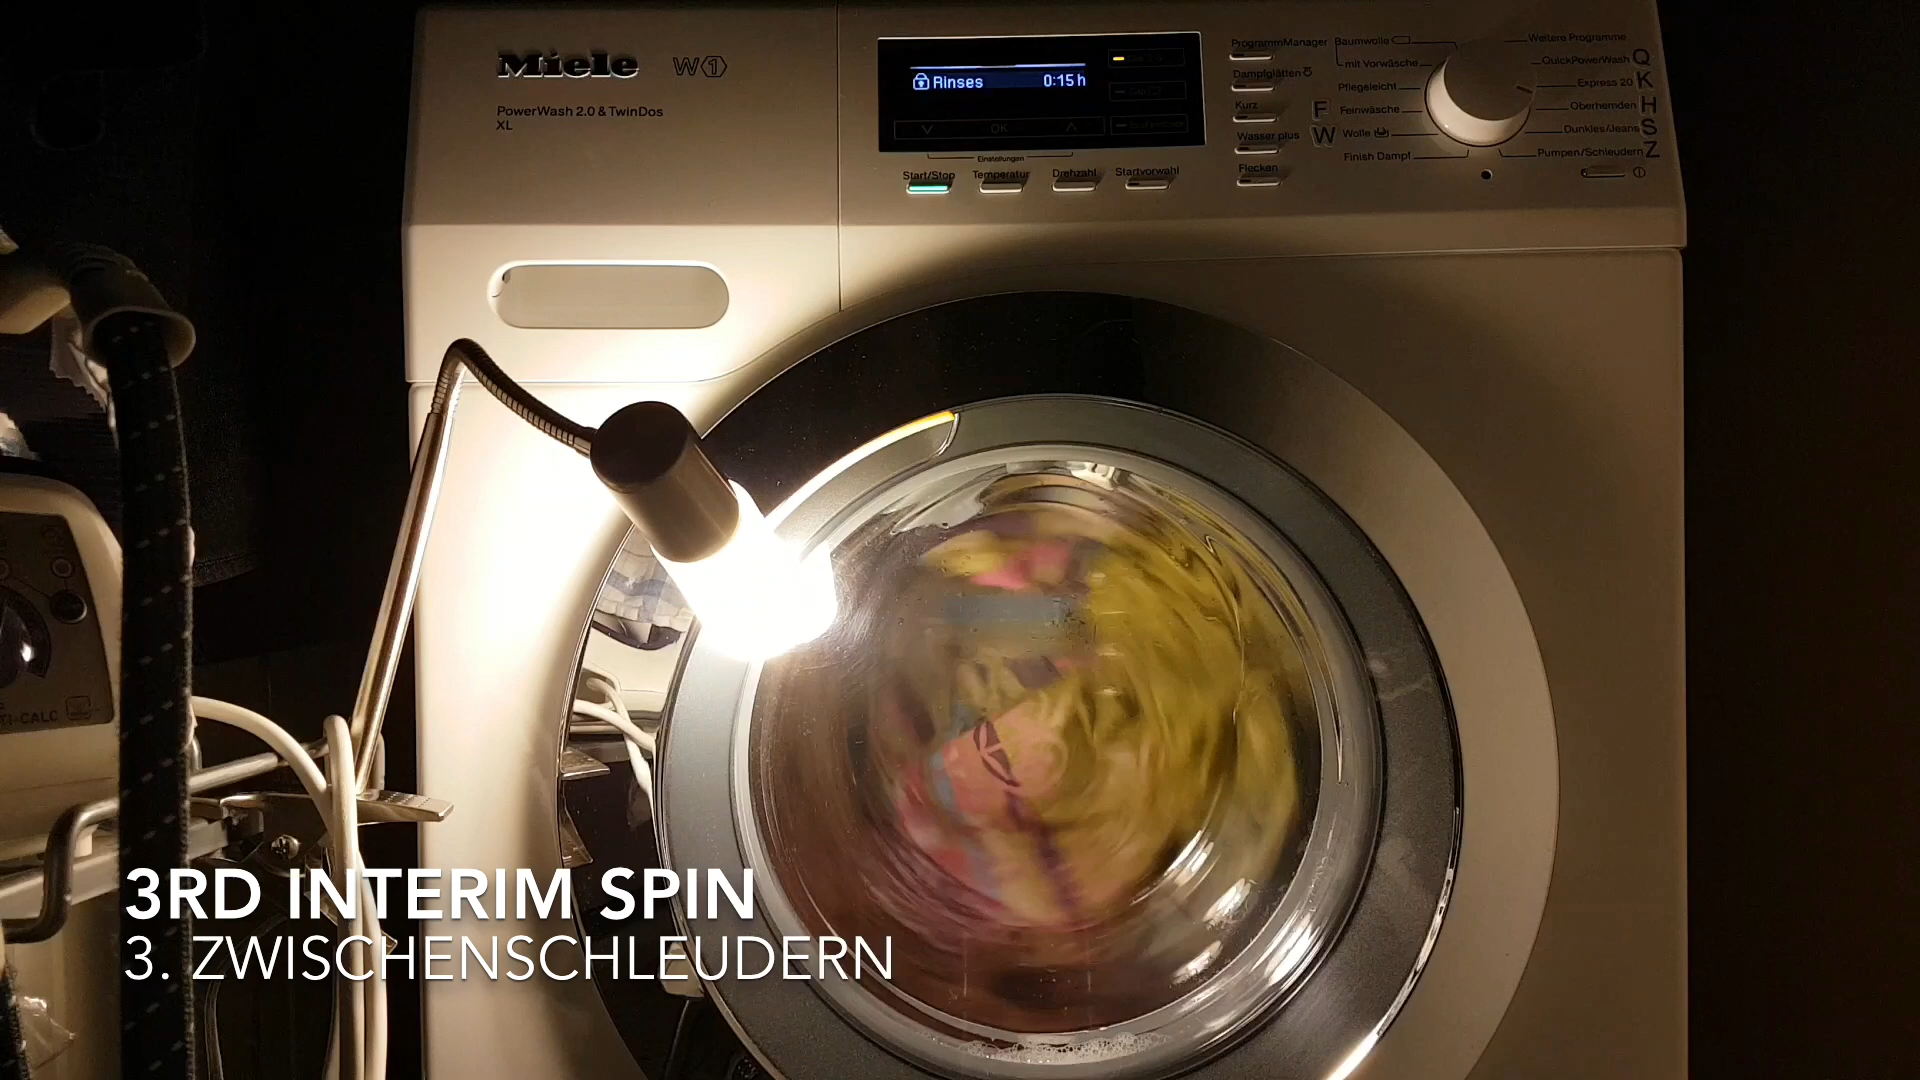 Miele W1
PowerWash 2.0 & TwinDos
XL
Rinses 0:15 h
OK
Einstellungen
Start/Stop
Temperatur
Drehzahl
Startvorwahl
ProgrammManager
Dampfglätten
Kurz
Wasser plus
Flecken
Baumwolle
mit Vorwäsche
Pflegeleicht
F Feinwäsche
W Wolle
Finish Dampf
Weitere Programme
QuickPowerWash Q
Express 20 K
Oberhemden H
Dunkles/Jeans S
Pumpen/Schleudern Z
TI-CALC
3RD INTERIM SPIN
3. ZWISCHENSCHLEUDERN